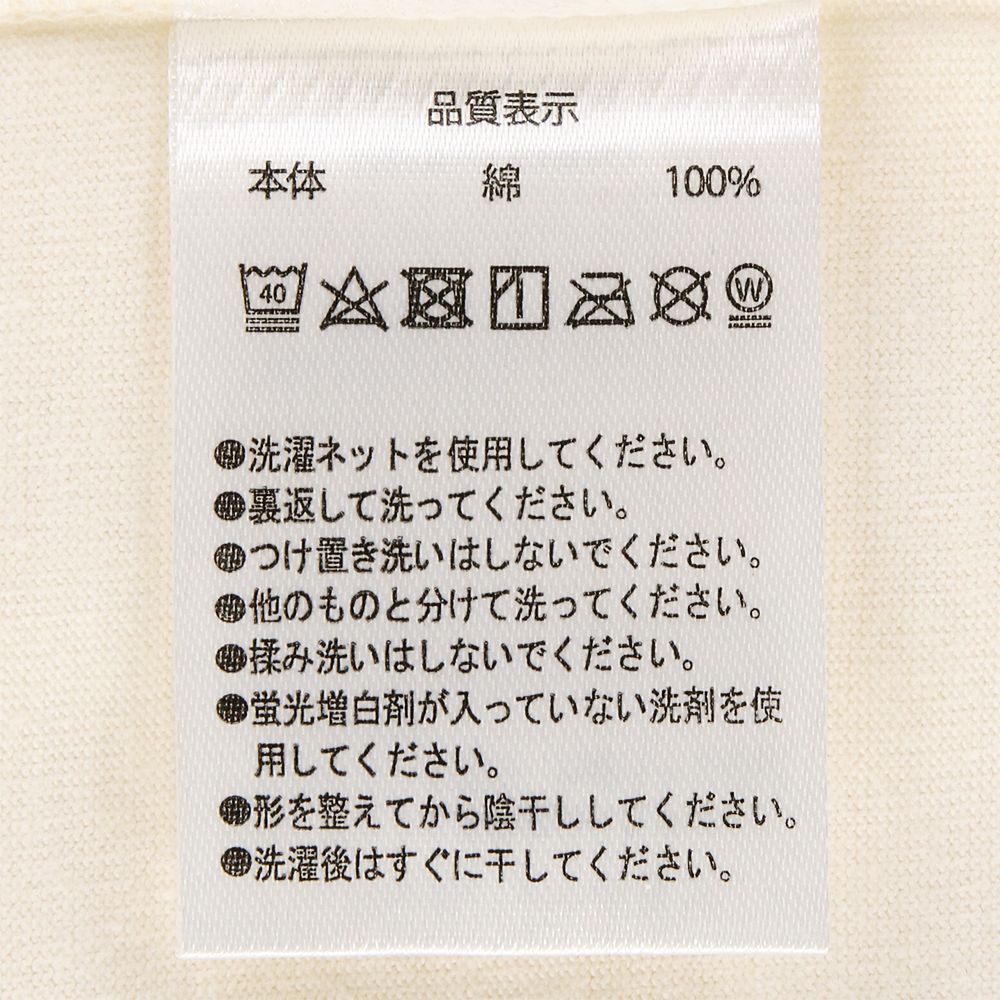 品質表示
本体 綿 100%
40 W
●洗濯ネットを使用してください。
●裏返して洗ってください。
●つけ置き洗いはしないでください。
●他のものと分けて洗ってください。
●揉み洗いはしないでください。
●蛍光増白剤が入っていない洗剤を使
用してください。
●形を整えてから陰干ししてください。
●洗濯後はすぐに干してください。